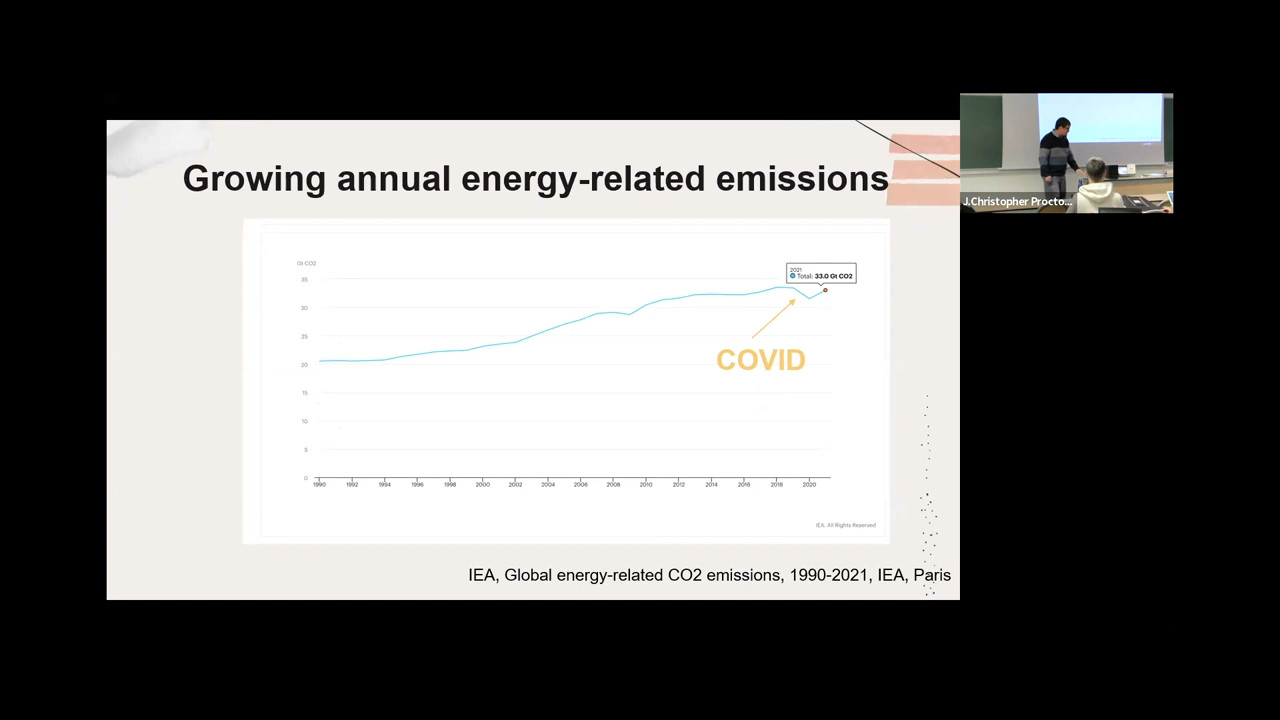 Growing annual energy-related emissions
Gt CO2
2021
Total: 33.0 Gt CO2
35
30
25
20
15
10
5
0
COVID
1990 1992 1994 1996 1998 2000 2002 2004 2006 2008 2010 2012 2014 2016 2018 2020
IEA. All Rights Reserved
IEA, Global energy-related CO2 emissions, 1990-2021, IEA, Paris
J.Christopher Procto...